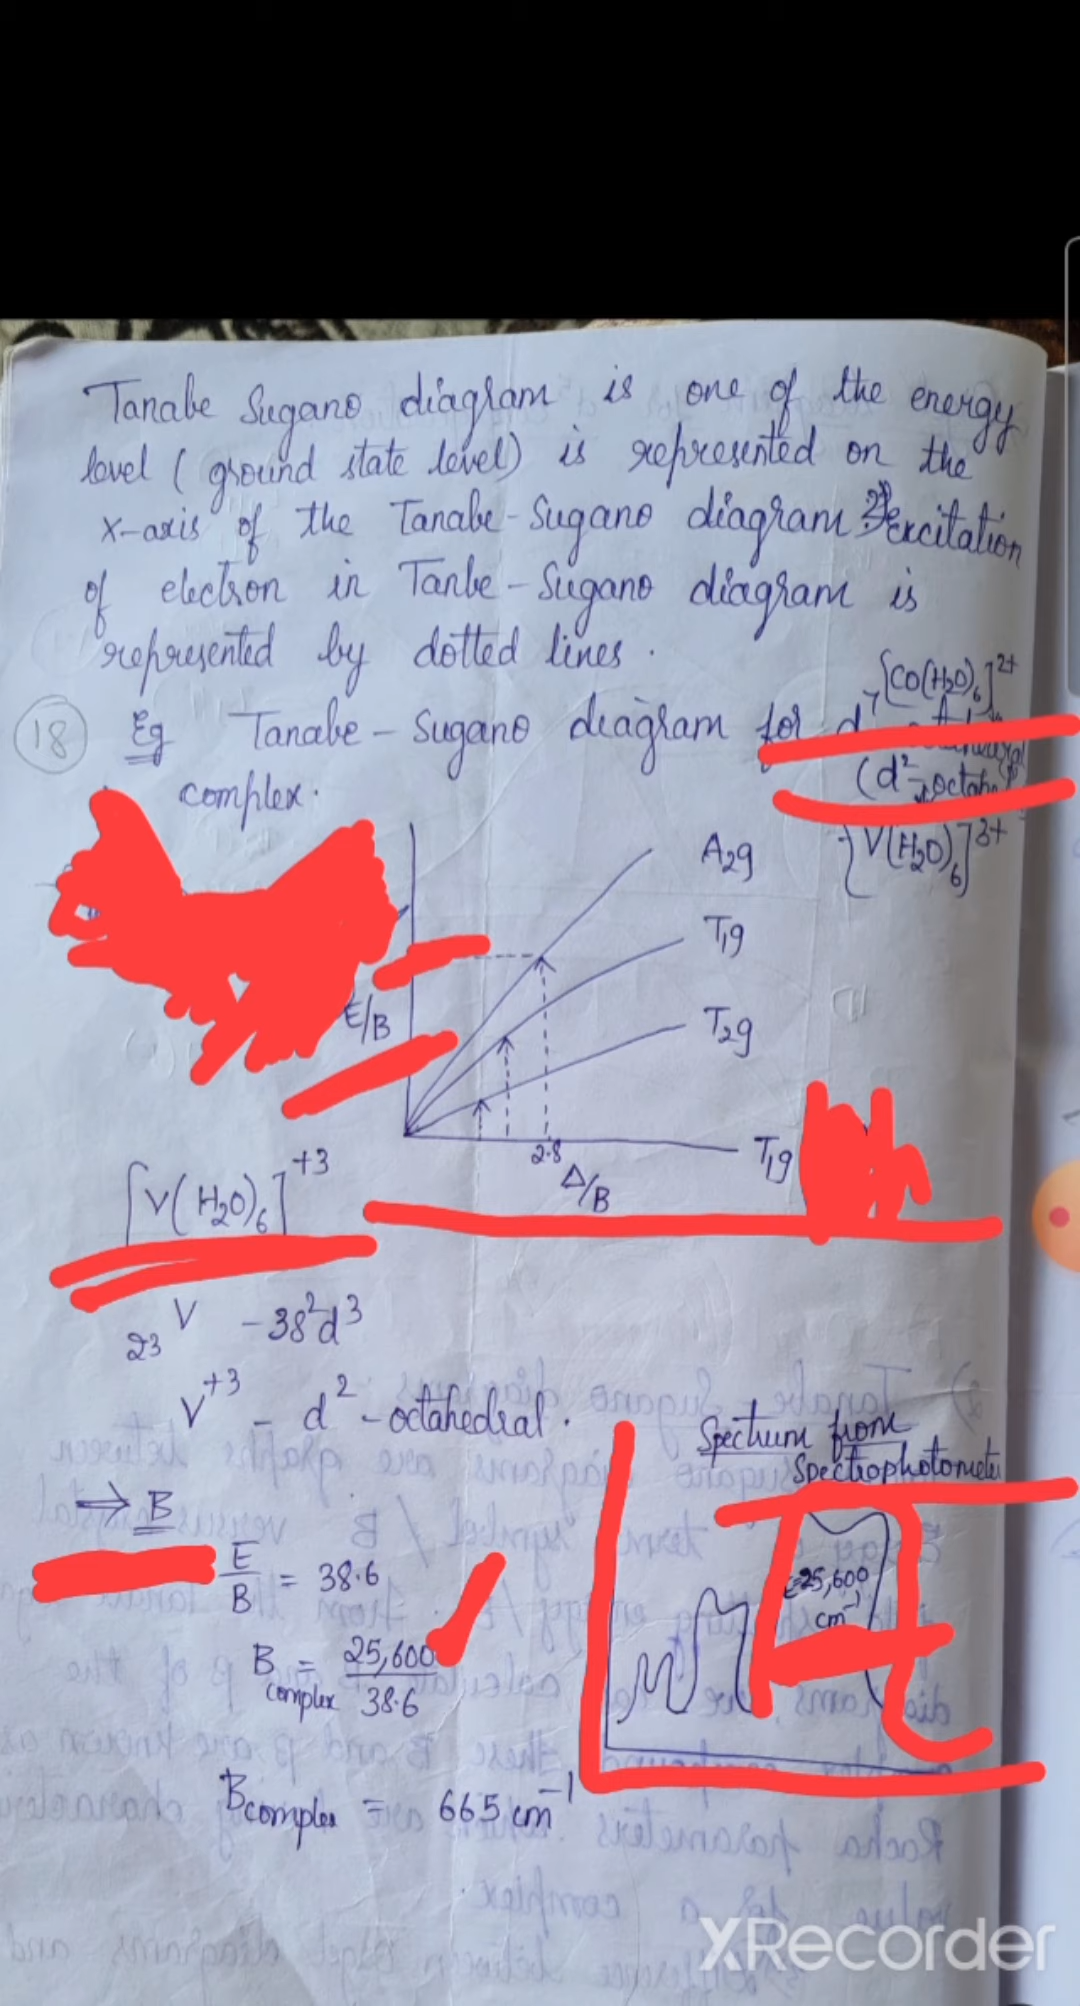 Tanabe Sugano diagram is one of the energy
level (ground state level) is represented on the
x-axis of the Tanabe-Sugano diagram excitation
of electron in Tanbe-Sugano diagram is
represented by dotted lines.
[CO(H2O)6]2+
18 Eg Tanabe-Sugano diagram for d7
(d2-octahe
complex.
[V(H2O)6]3+
A2g
T1g
E/B
T2g
T1g
2.8
Δ/B
[V(H2O)6]+3
23V - 3s2d3
V+3 - d2-octahedral.
Spectrum from
Spectrophotometer
⇒ B
E/B = 38.6
25,600
cm-1
Bcomplex = 25,600/38.6
Bcomplex = 665 cm-1
XRecorder